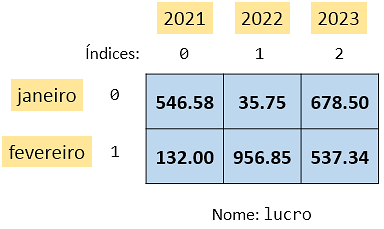 2021 2022 2023
Índices: 0 1 2
janeiro 0 546.58 35.75 678.50
fevereiro 1 132.00 956.85 537.34
Nome: lucro